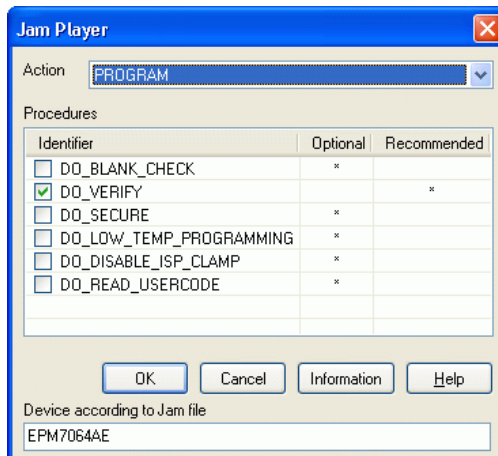 Jam Player
Action PROGRAM
Procedures
Identifier Optional Recommended
DO_BLANK_CHECK *
DO_VERIFY *
DO_SECURE *
DO_LOW_TEMP_PROGRAMMING *
DO_DISABLE_ISP_CLAMP *
DO_READ_USERCODE *
OK Cancel Information Help
Device according to Jam file
EPM7064AE